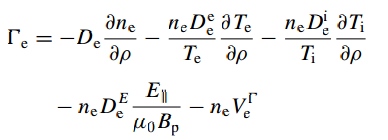 Γ_e = −D_e ∂n_e/∂ρ − n_e D_e^e/T_e ∂T_e/∂ρ − n_e D_e^i/T_i ∂T_i/∂ρ
− n_e D_e^E E_∥/(μ_0 B_p) − n_e V_e^Γ